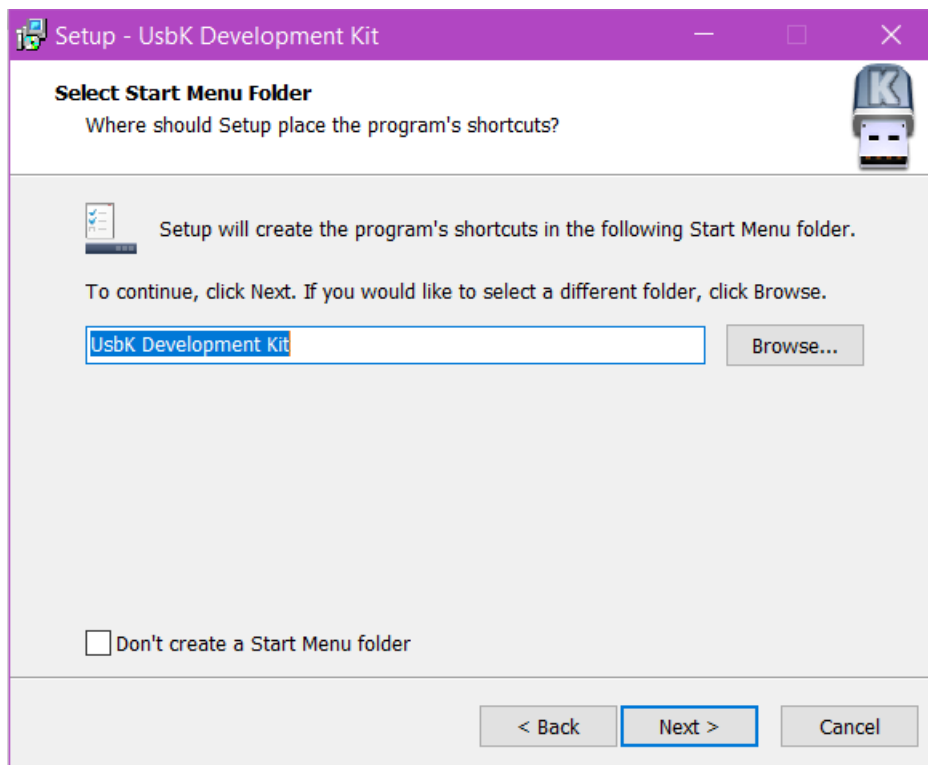 Setup - UsbK Development Kit
Select Start Menu Folder
Where should Setup place the program's shortcuts?
K
Setup will create the program's shortcuts in the following Start Menu folder.
To continue, click Next. If you would like to select a different folder, click Browse.
UsbK Development Kit
Browse...
Don't create a Start Menu folder
< Back
Next >
Cancel